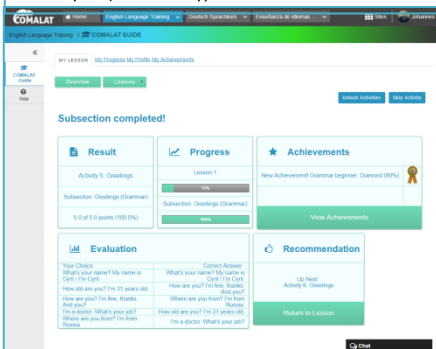 COMALAT
Home
English Language Training
Deutsch Sprachkurs
Enseñanza de idiomas ...
Sites
Johannes
English Language Training > COMALAT GUIDE
COMALAT Guide
Help
MY LESSON My Progress My Profile My Achievements
Overview
Lessons
Unlock Activities
Skip Activity
Subsection completed!
Result
Activity 5: Greetings
Subsection: Greetings (Grammar)
5.0 of 5.0 points (100.0%)
Progress
Lesson 1
13%
Subsection: Greetings (Grammar)
100%
Achievements
New Achievement! Grammar beginner: Diamond (80%)
View Achievements
Evaluation
Your Choice
Correct Answer
What's your name? My name is Cyril / I'm Cyril.
What's your name? My name is Cyril / I'm Cyril.
How old are you? I'm 31 years old.
How are you? I'm fine, thanks. And you?
How are you? I'm fine, thanks. And you?
Where are you from? I'm from Russia.
I'm a doctor. What's your job?
How old are you? I'm 31 years old.
Where are you from? I'm from Russia.
I'm a doctor. What's your job?
Recommendation
Up Next:
Activity 6: Greetings
Return to Lesson
Chat